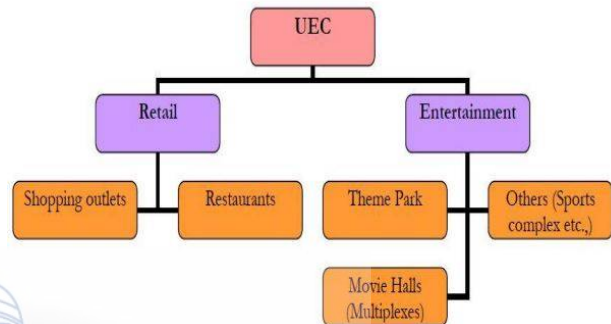 UEC
Retail
Entertainment
Shopping outlets
Restaurants
Theme Park
Others (Sports
complex etc.,)
Movie Halls
(Multiplexes)